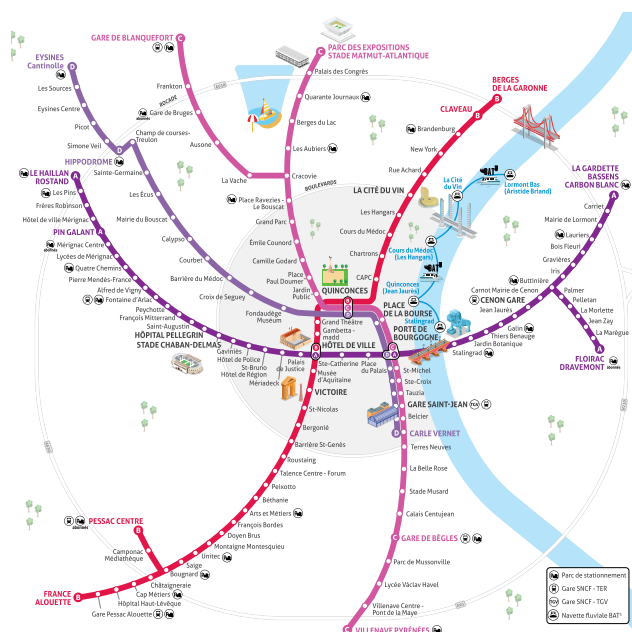 GARE DE BLANQUEFORT
C
Frankton
Gare de Bruges
abonnés
Ausone
La Vache
C
PARC DES EXPOSITIONS
STADE MATMUT-ATLANTIQUE
Palais des Congrès
Quarante Journaux
Berges du Lac
Les Aubiers
Cracovie
Place Ravezies -
Le Bouscat
Grand Parc
Émile Counord
Camille Godard
Place
Paul Doumer
Jardin
Public
ROCADE
BOULEVARDS
EYSINES
Cantinolle
D
Les Sources
Eysines Centre
Picot
Simone Veil
HIPPODROME
D
Champ de courses-
Treulon
Sainte-Germaine
Les Écus
Mairie du Bouscat
Calypso
Courbet
Barrière du Médoc
Croix de Seguey
Fondaudège
Muséum
LE HAILLAN
ROSTAND
A
Les Pins
Frères Robinson
Hôtel de ville Mérignac
PIN GALANT
A
Mérignac Centre
abonnés
Lycées de Mérignac
Quatre Chemins
Pierre Mendès-France
Alfred de Vigny
Fontaine d'Arlac
Peychotte
François Mitterrand
Saint-Augustin
HÔPITAL PELLEGRIN
STADE CHABAN-DELMAS
Gaviniès
Hôtel de Police
St-Bruno
Hôtel de Région
Mériadeck
Palais
de Justice
BERGES
DE LA GARONNE
B
CLAVEAU
B
Brandenburg
New York
Rue Achard
LA CITÉ DU VIN
Les Hangars
Cours du Médoc
Chartrons
CAPC
QUINCONCES
Grand Théâtre
Gambetta -
madd
HÔTEL DE VILLE
Ste-Catherine
Place
du Palais
PLACE
DE LA BOURSE
PORTE DE
BOURGOGNE
La Cité
du Vin
BAT
Lormont Bas
(Aristide Briand)
Cours du Médoc
(Les Hangars)
BAT
Quinconces
(Jean Jaurès)
Stalingrad
LA GARDETTE
BASSENS
CARBON BLANC
A
Carriet
Mairie de Lormont
Lauriers
Bois Fleuri
Gravières
Iris
Buttinière
Palmer
Pelletan
La Morlette
Jean Zay
La Marègue
FLOIRAC
DRAVEMONT
A
Carnot Mairie de Cenon
CENON GARE
Jean Jaurès
Galin
Thiers Benauge
Jardin Botanique
Stalingrad
Musée
d'Aquitaine
VICTOIRE
St-Nicolas
Bergonié
Barrière St-Genès
Roustaing
Talence Centre - Forum
Peixotto
Béthanie
Arts et Métiers
François Bordes
Doyen Brus
Montaigne Montesquieu
Unitec
Saige
Bougnard
PESSAC CENTRE
abonnés
B
Camponac
Médiathèque
Châtaigneraie
Cap Métiers
Hôpital Haut-Lévêque
Gare Pessac Alouette
FRANCE
ALOUETTE
B
St-Michel
Ste-Croix
Tauzia
GARE SAINT-JEAN
TGV
Belcier
D
CARLE VERNET
Terres Neuves
La Belle Rose
Stade Musard
Calais Centujean
C
GARE DE BÈGLES
Parc de Mussonville
Lycée Václav Havel
Villenave Centre -
Pont de la Maye
C
VILLENAVE PYRÉNÉES
Parc de stationnement
Gare SNCF - TER
TGV
Gare SNCF - TGV
Navette fluviale BAT³